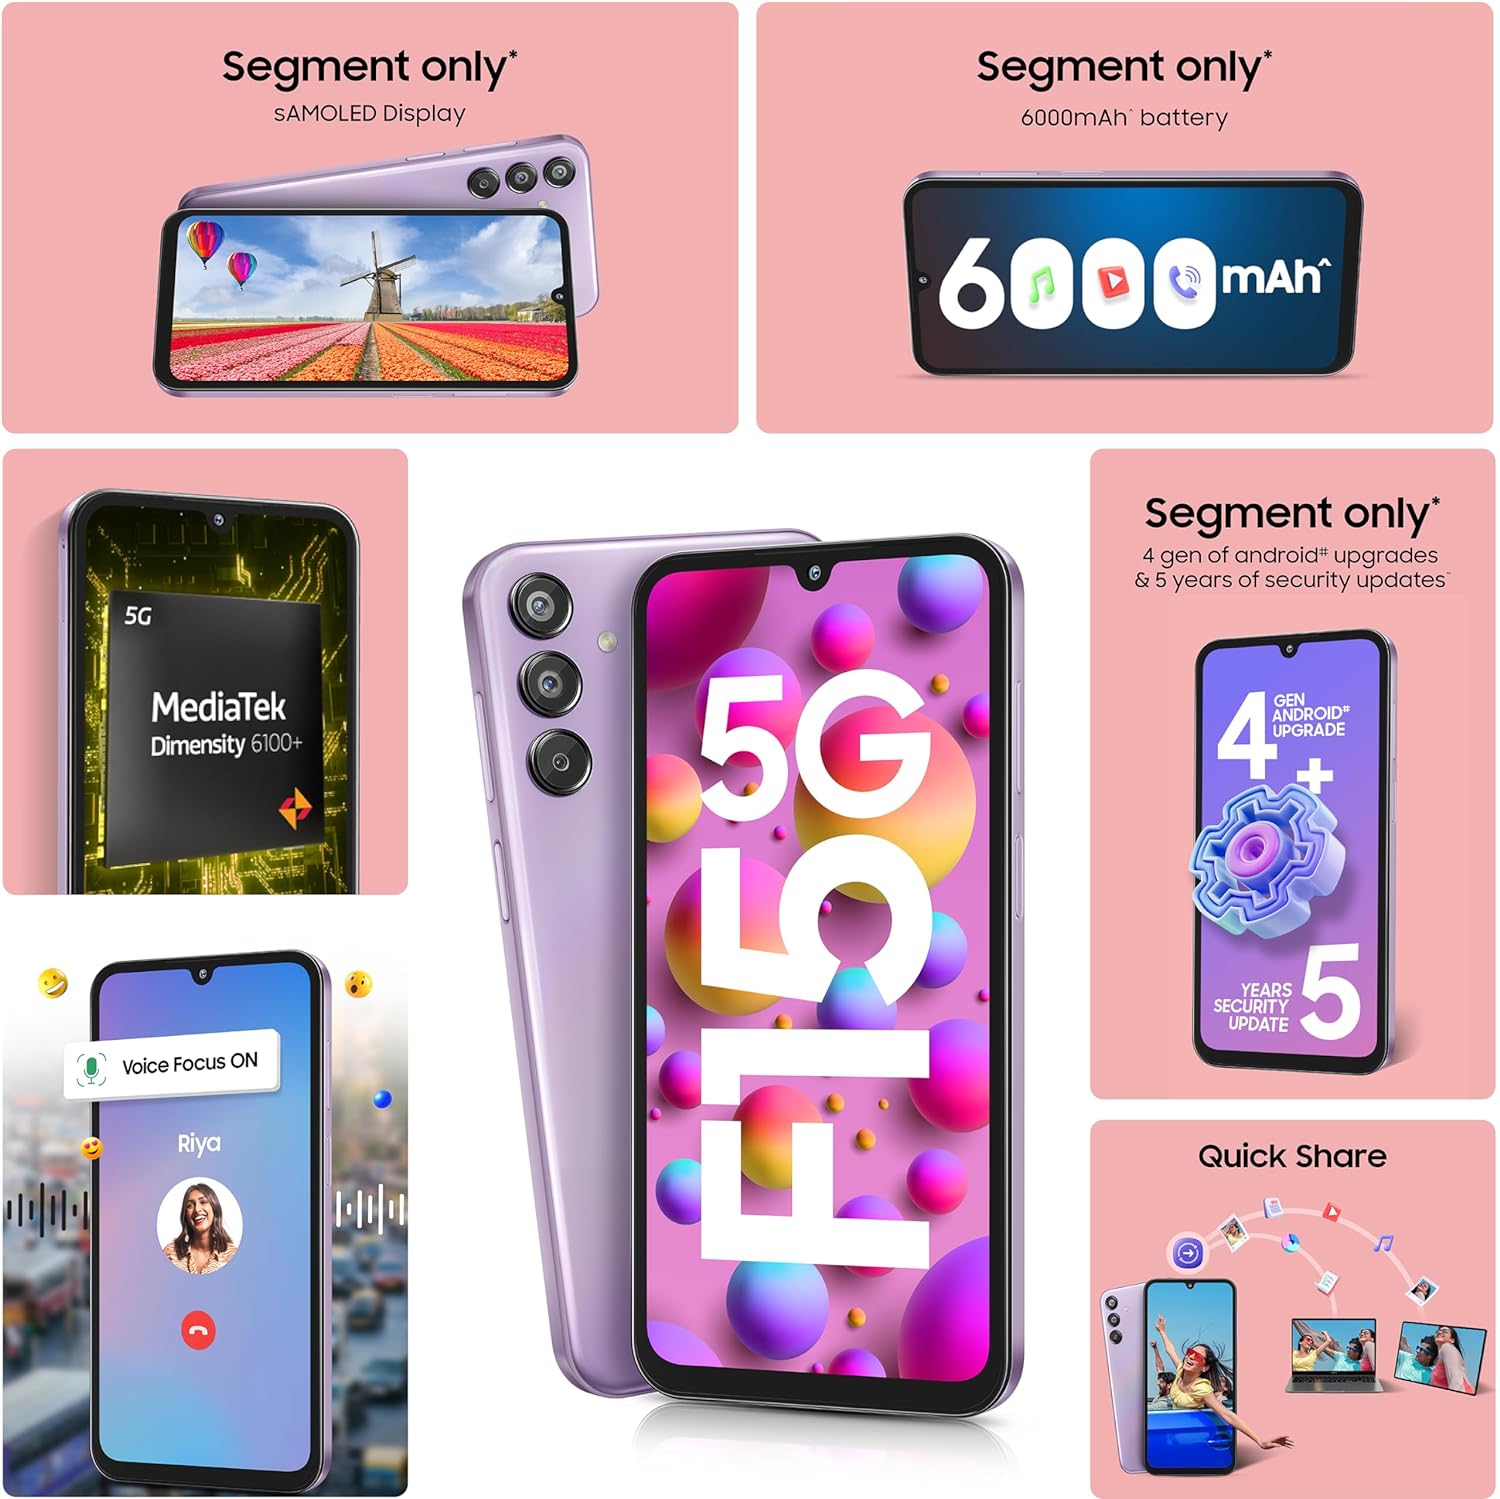 Segment only*
sAMOLED Display
Segment only*
6000mAh^ battery
6000mAh^
5G
MediaTek
Dimensity 6100+
F15 5G
Segment only*
4 gen of android# upgrades
& 5 years of security updates~
4 GEN
ANDROID#
UPGRADE
+
5 YEARS
SECURITY
UPDATE
Voice Focus ON
Riya
Quick Share